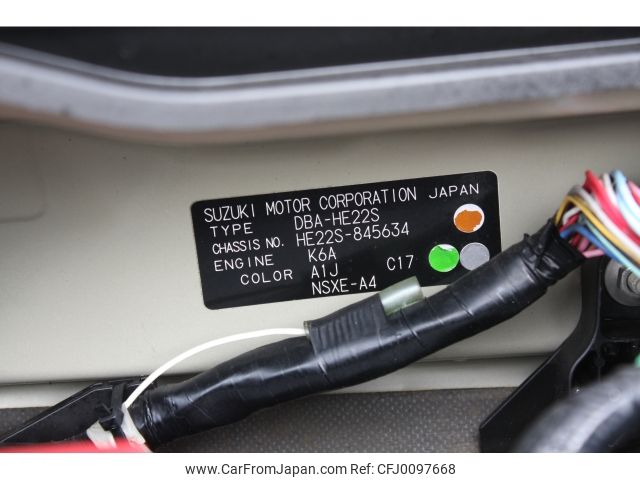 SUZUKI MOTOR CORPORATION JAPAN
TYPE DBA-HE22S
CHASSIS NO. HE22S-845634
ENGINE K6A
COLOR A1J C17
NSXE-A4
www.CarFromJapan.com ⟨REF⟩CFJ0097668